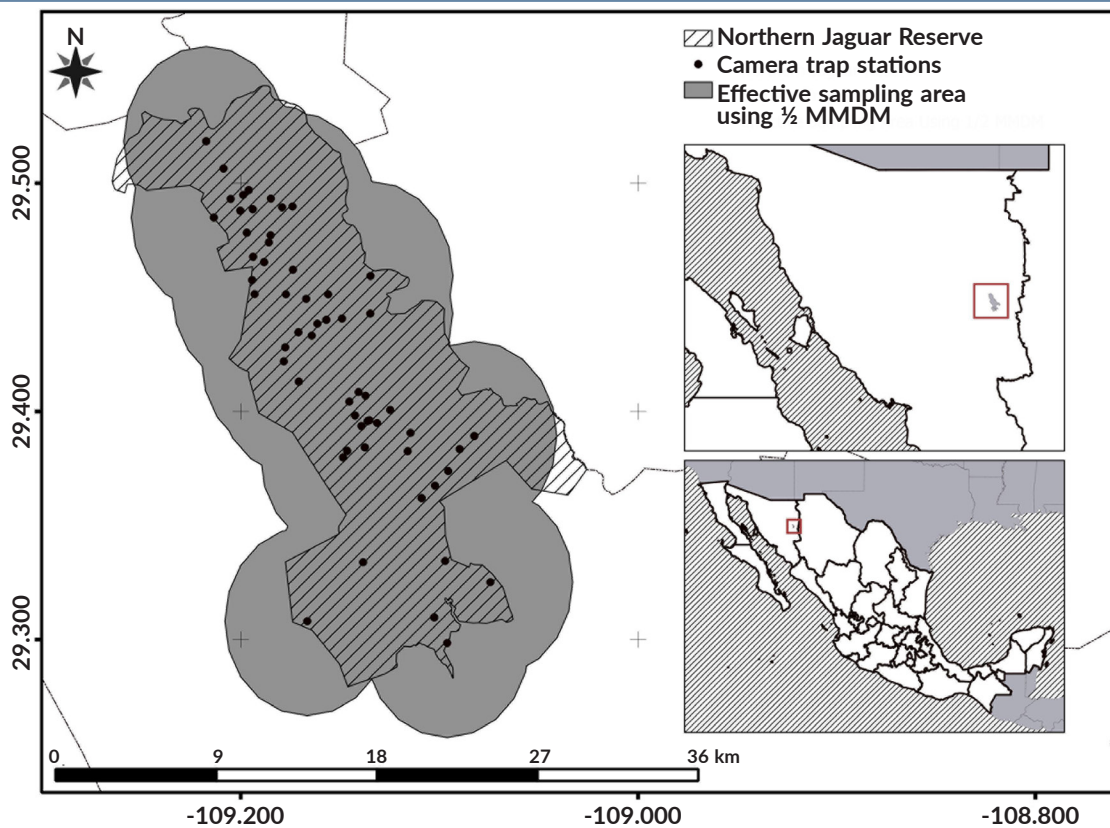 N
Northern Jaguar Reserve
Camera trap stations
Effective sampling area
using ½ MMDM
29.500
29.400
29.300
0 9 18 27 36 km
-109.200 -109.000 -108.800